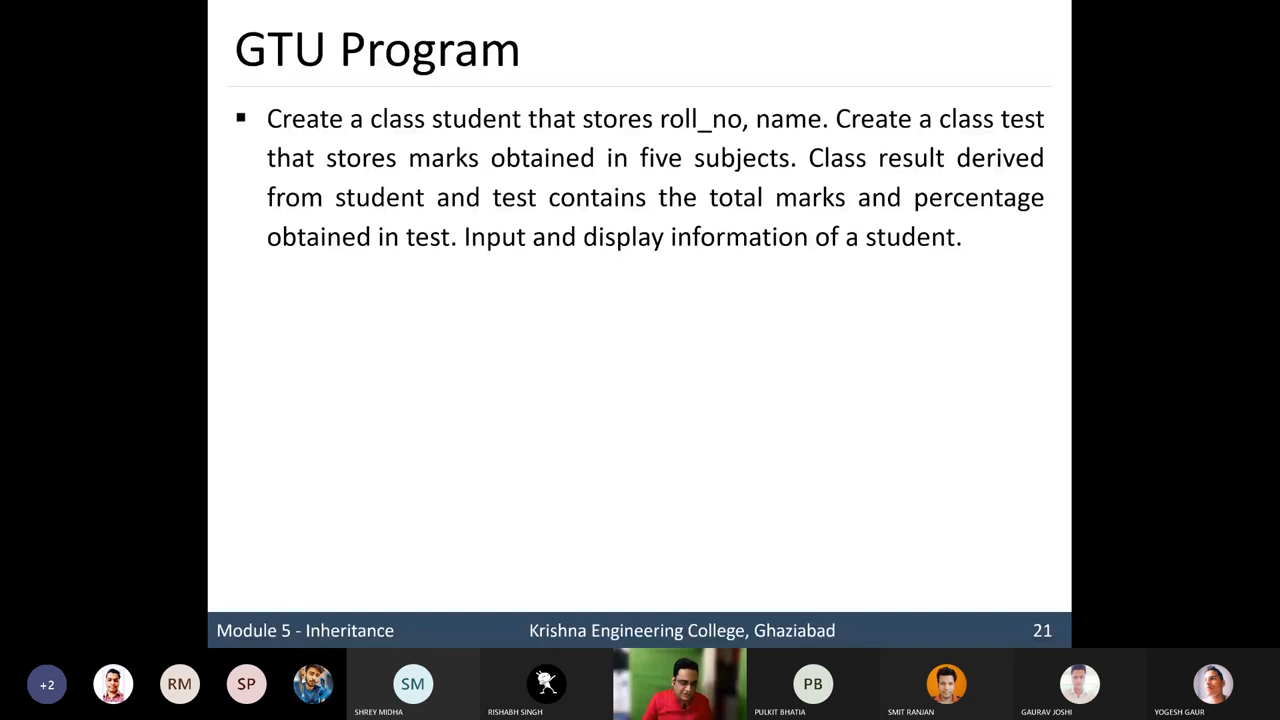 GTU Program
▪ Create a class student that stores roll_no, name. Create a class test
that stores marks obtained in five subjects. Class result derived
from student and test contains the total marks and percentage
obtained in test. Input and display information of a student.
Module 5 - Inheritance Krishna Engineering College, Ghaziabad 21
+2 RM SP SM PB
SHREY MIDHA RISHABH SINGH PULKIT BHATIA SMIT RANJAN GAURAV JOSHI YOGESH GAUR